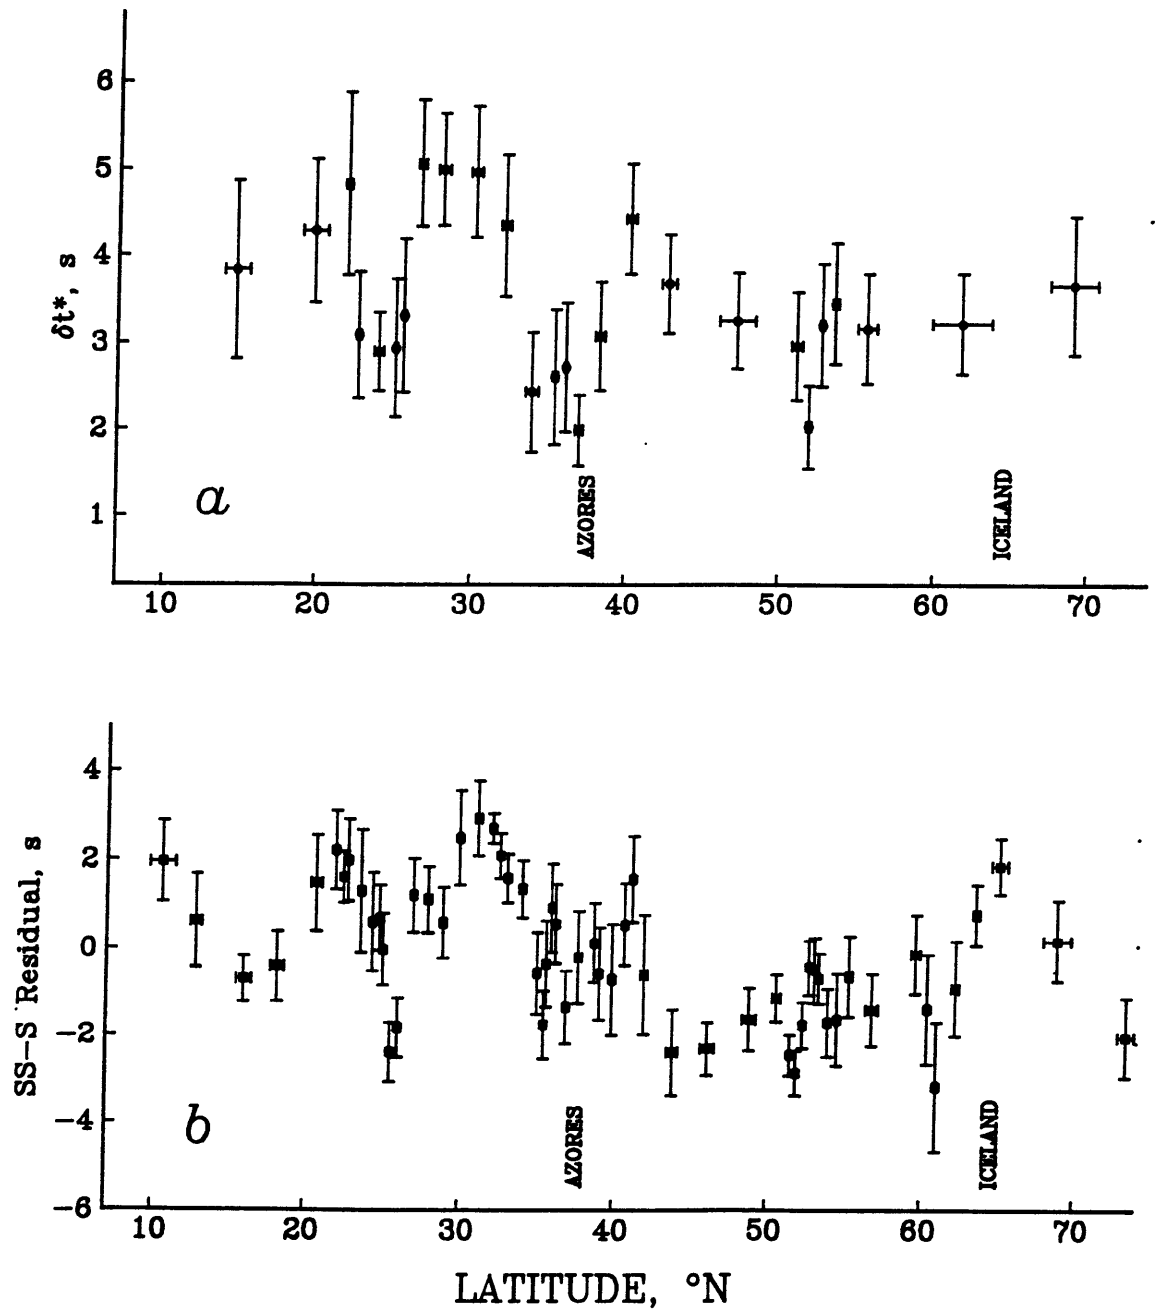 6
5
4
3
2
1
δt*, s
a
AZORES
ICELAND
10 20 30 40 50 60 70
4
2
0
−2
−4
−6
SS−S Residual, s
b
AZORES
ICELAND
10 20 30 40 50 60 70
LATITUDE, °N